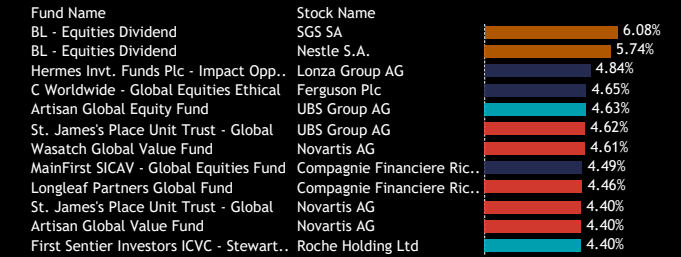 Fund Name Stock Name
BL - Equities Dividend SGS SA 6.08%
BL - Equities Dividend Nestle S.A. 5.74%
Hermes Invt. Funds Plc - Impact Opp.. Lonza Group AG 4.84%
C Worldwide - Global Equities Ethical Ferguson Plc 4.65%
Artisan Global Equity Fund UBS Group AG 4.63%
St. James's Place Unit Trust - Global UBS Group AG 4.62%
Wasatch Global Value Fund Novartis AG 4.61%
MainFirst SICAV - Global Equities Fund Compagnie Financiere Ric.. 4.49%
Longleaf Partners Global Fund Compagnie Financiere Ric.. 4.46%
St. James's Place Unit Trust - Global Novartis AG 4.40%
Artisan Global Value Fund Novartis AG 4.40%
First Sentier Investors ICVC - Stewart.. Roche Holding Ltd 4.40%